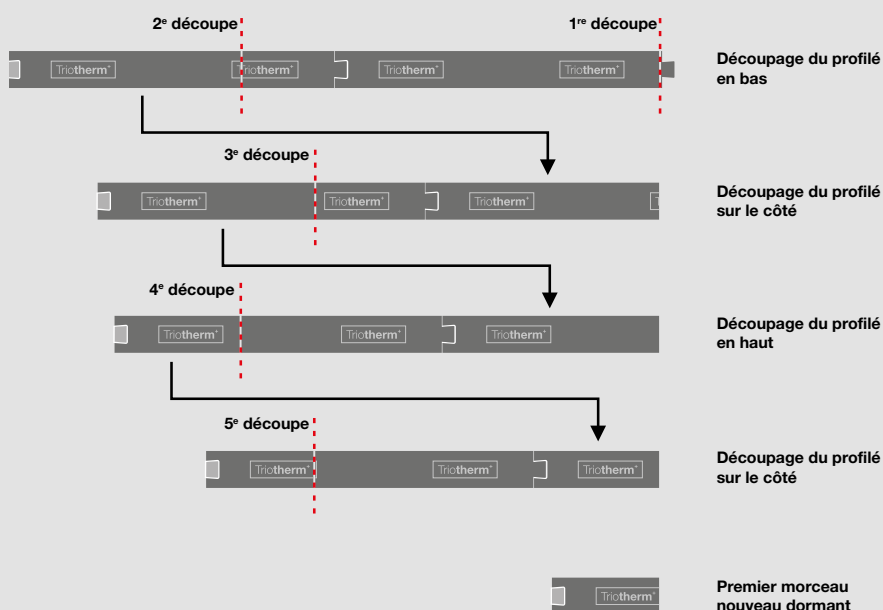 2e découpe
1re découpe
Triotherm+
Triotherm+
Triotherm+
Triotherm+
Découpage du profilé
en bas
3e découpe
Triotherm+
Triotherm+
Triotherm+
T
Découpage du profilé
sur le côté
4e découpe
Triotherm+
Triotherm+
Triotherm+
Découpage du profilé
en haut
5e découpe
Triotherm+
Triotherm+
Triotherm+
Découpage du profilé
sur le côté
Triotherm+
Premier morceau
nouveau dormant